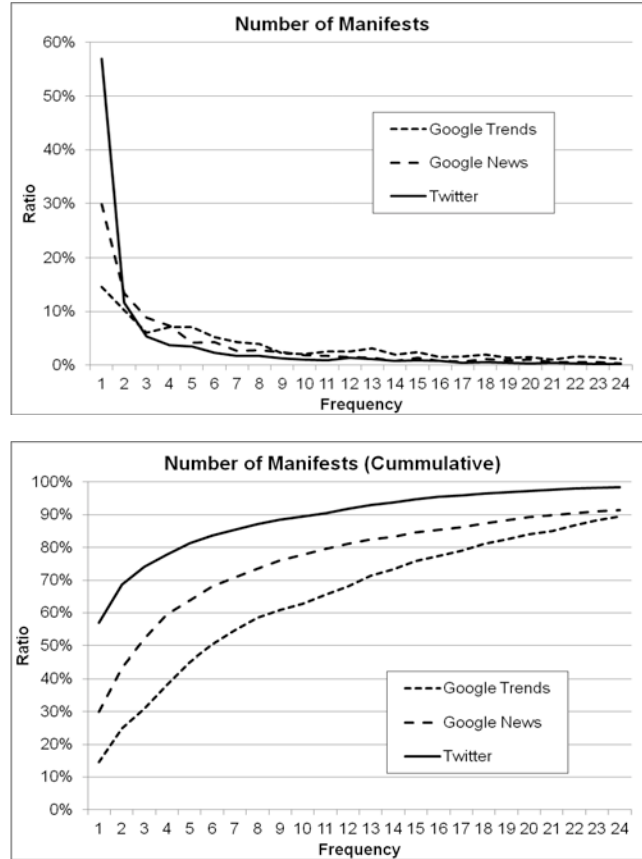 Number of Manifests
60%
50%
40%
30%
20%
10%
0%
Ratio
Google Trends
Google News
Twitter
1 2 3 4 5 6 7 8 9 10 11 12 13 14 15 16 17 18 19 20 21 22 23 24
Frequency
Number of Manifests (Cummulative)
100%
90%
80%
70%
60%
50%
40%
30%
20%
10%
0%
Ratio
Google Trends
Google News
Twitter
1 2 3 4 5 6 7 8 9 10 11 12 13 14 15 16 17 18 19 20 21 22 23 24
Frequency